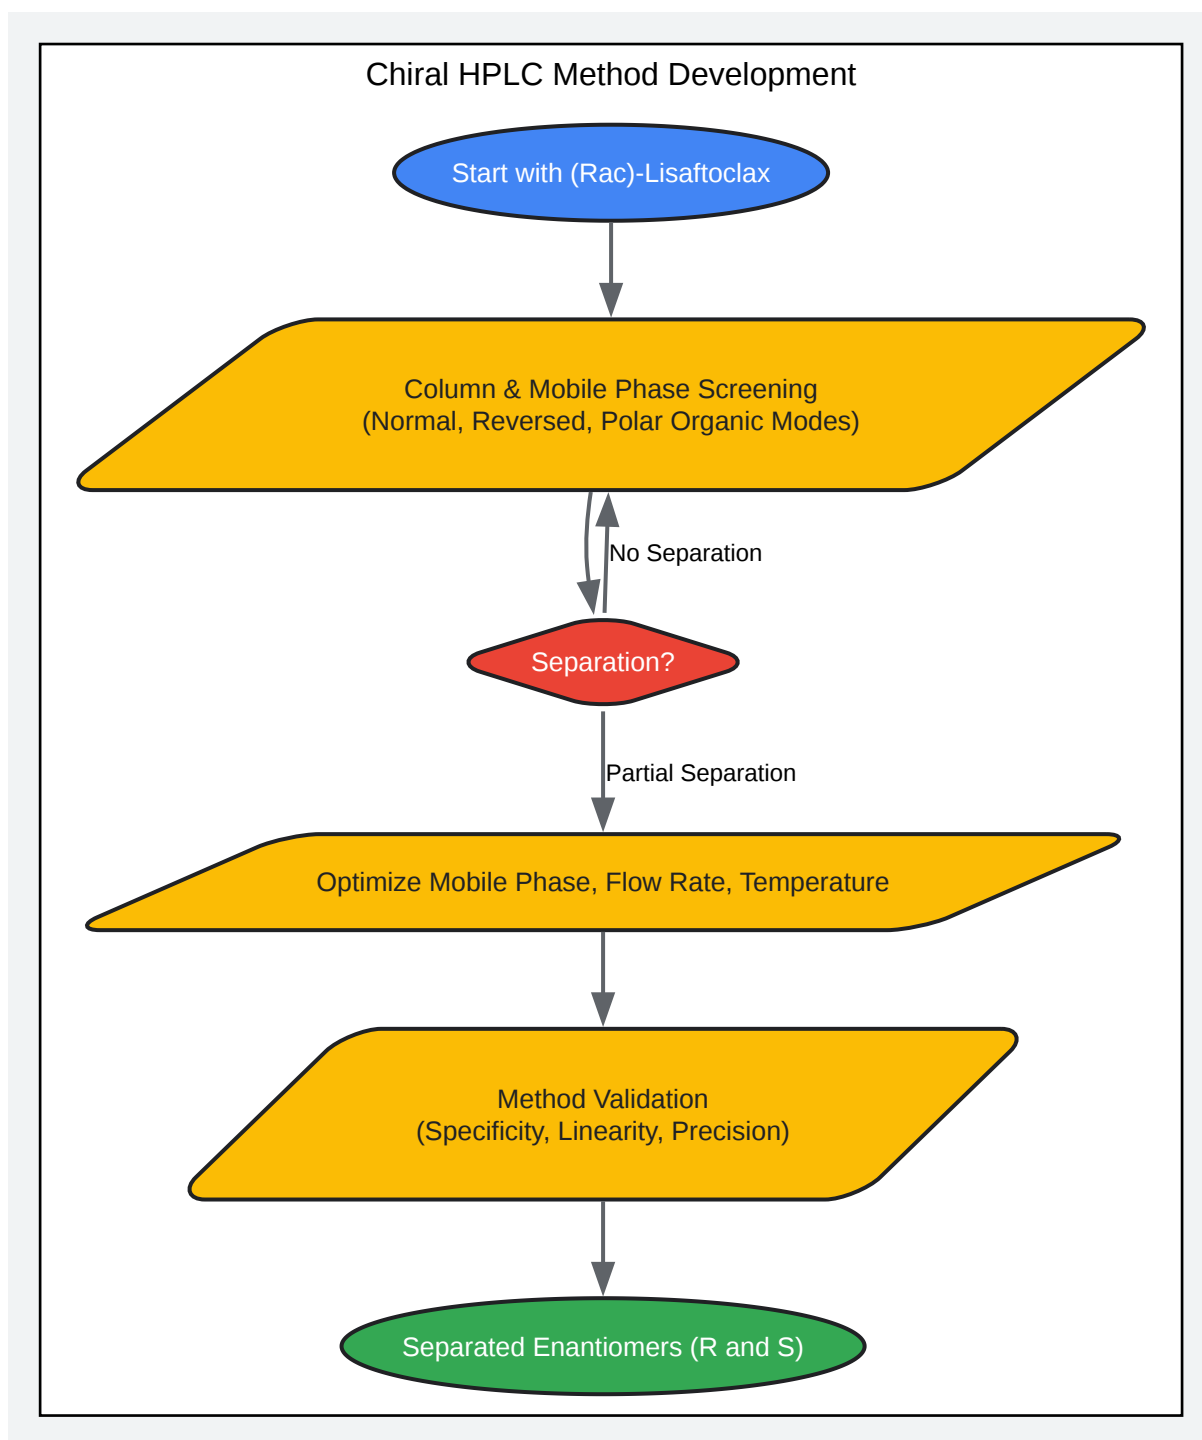 Chiral HPLC Method Development
Start with (Rac)-Lisaftoclax
Column & Mobile Phase Screening
(Normal, Reversed, Polar Organic Modes)
No Separation
Separation?
Partial Separation
Optimize Mobile Phase, Flow Rate, Temperature
Method Validation
(Specificity, Linearity, Precision)
Separated Enantiomers (R and S)